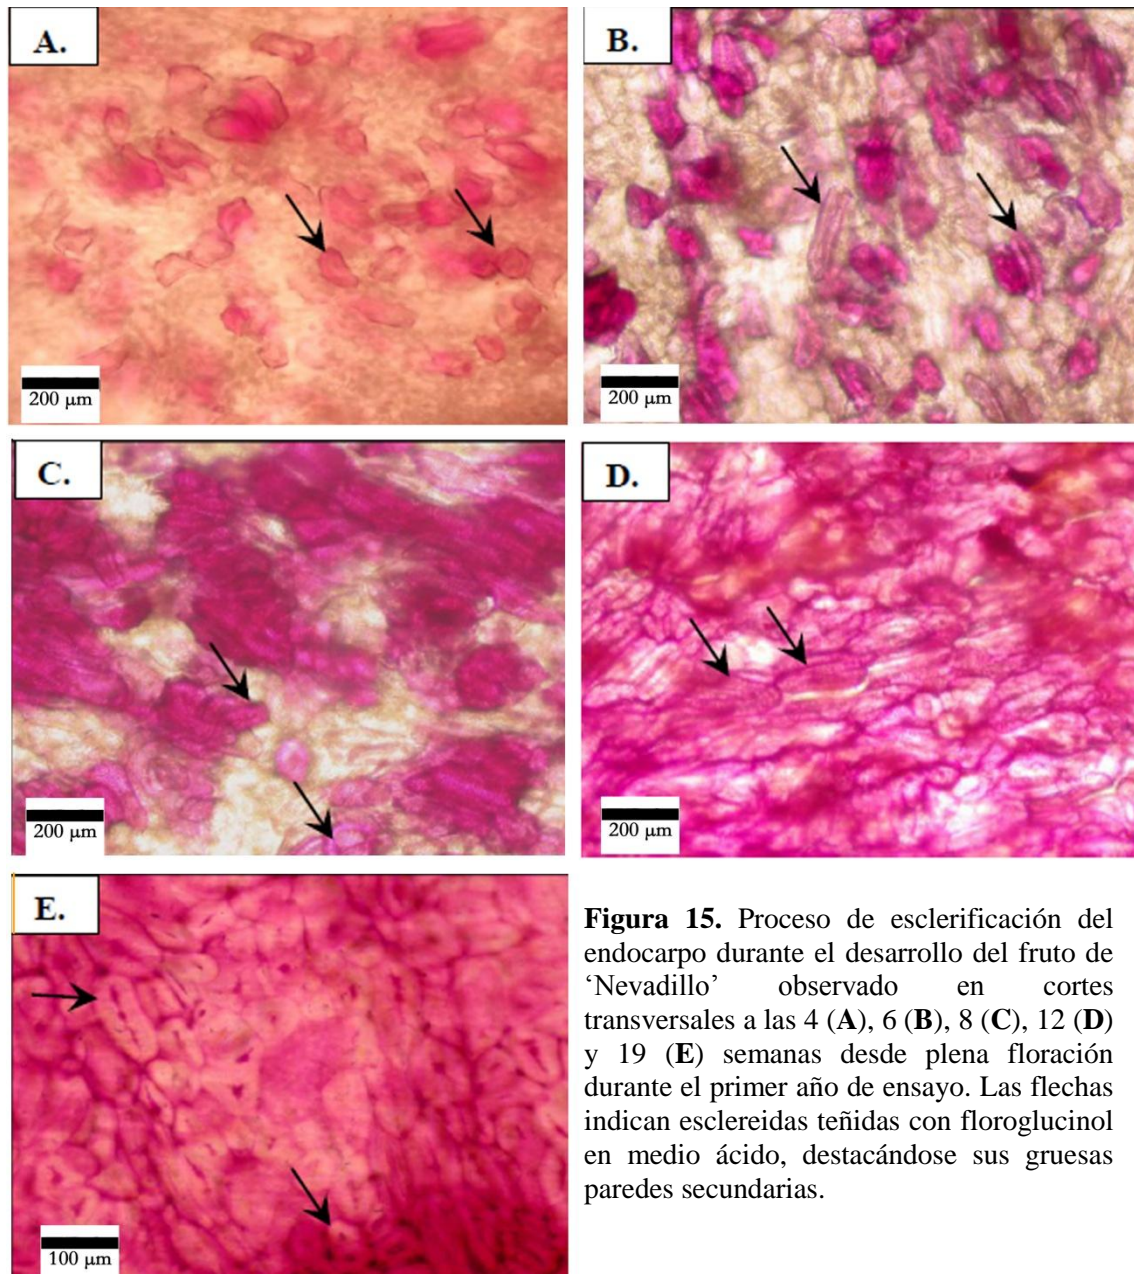 A.
200 µm
B.
200 µm
C.
200 µm
D.
200 µm
E.
100 µm
Figura 15. Proceso de esclerificación del
endocarpo durante el desarrollo del fruto de
‘Nevadillo’ observado en cortes
transversales a las 4 (A), 6 (B), 8 (C), 12 (D)
y 19 (E) semanas desde plena floración
durante el primer año de ensayo. Las flechas
indican esclereidas teñidas con floroglucinol
en medio ácido, destacándose sus gruesas
paredes secundarias.